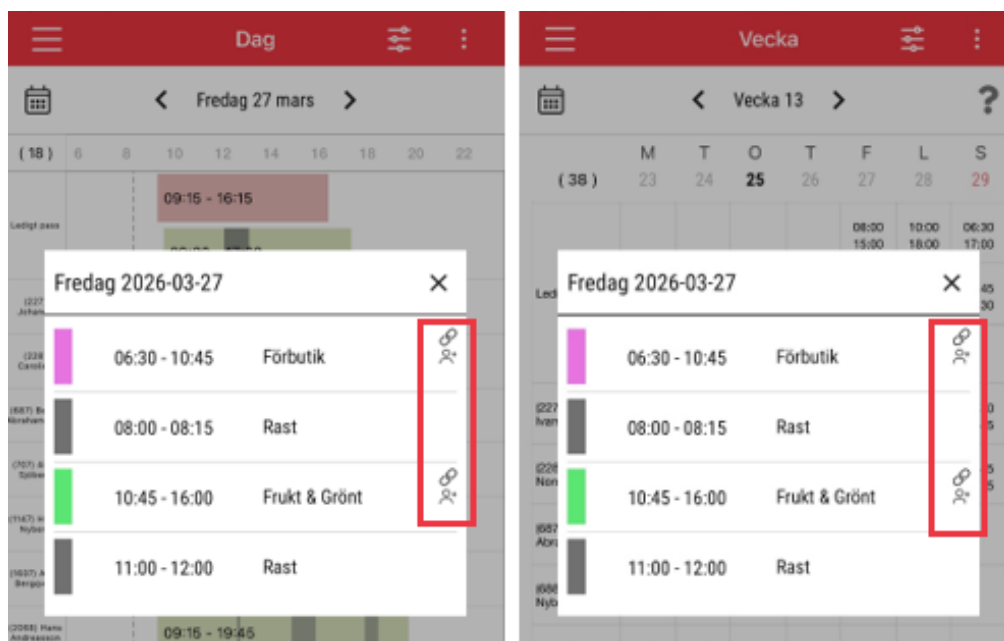 Dag
Fredag 27 mars
( 18 ) 6 8 10 12 14 16 18 20 22
09:15 - 16:15
Ledigt pass
Fredag 2026-03-27
06:30 - 10:45 Förbutik
08:00 - 08:15 Rast
10:45 - 16:00 Frukt & Grönt
11:00 - 12:00 Rast
(2068) Hans
Andreasson
09:15 - 19:45
Vecka
Vecka 13
?
M T O T F L S
( 38 ) 23 24 25 26 27 28 29
08:00 10:00 06:30
15:00 18:00 17:00
Fredag 2026-03-27
06:30 - 10:45 Förbutik
08:00 - 08:15 Rast
10:45 - 16:00 Frukt & Grönt
11:00 - 12:00 Rast